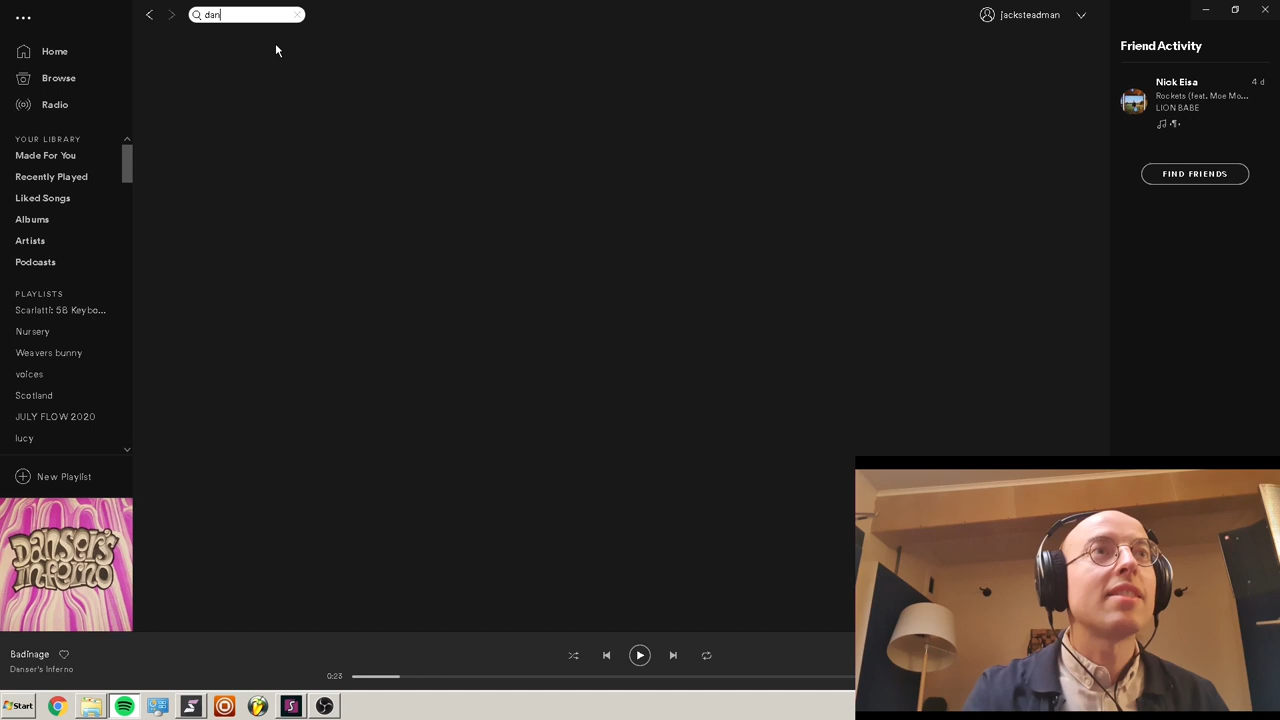 dan
jacksteadman
Home
Browse
Radio
YOUR LIBRARY
Made For You
Recently Played
Liked Songs
Albums
Artists
Podcasts
PLAYLISTS
Scarlatti: 58 Keybo...
Nursery
Weavers bunny
voices
Scotland
JULY FLOW 2020
lucy
New Playlist
Danser's
Inferno
Badinage
Danser's Inferno
0:23
Friend Activity
Nick Eisa
4 d
Rockets (feat. Moe Mo...
LION BABE
FIND FRIENDS
Start